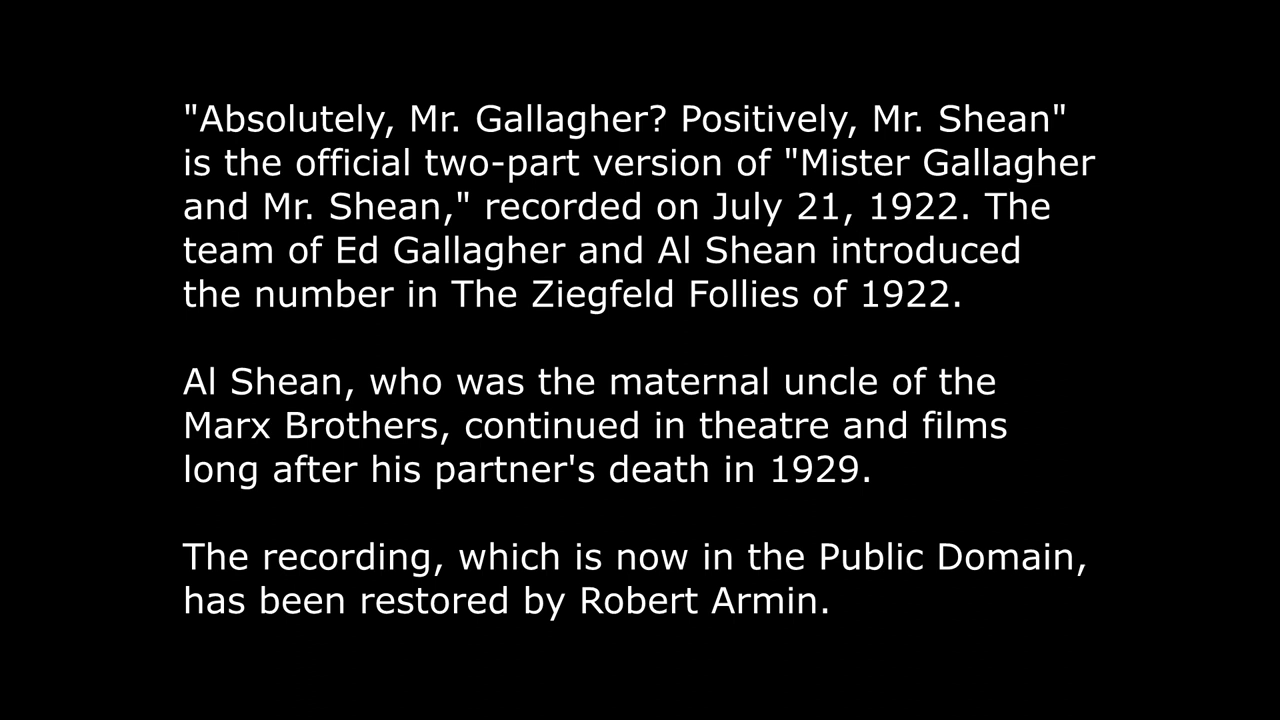 "Absolutely, Mr. Gallagher? Positively, Mr. Shean"
is the official two-part version of "Mister Gallagher
and Mr. Shean," recorded on July 21, 1922. The
team of Ed Gallagher and Al Shean introduced
the number in The Ziegfeld Follies of 1922.
Al Shean, who was the maternal uncle of the
Marx Brothers, continued in theatre and films
long after his partner's death in 1929.
The recording, which is now in the Public Domain,
has been restored by Robert Armin.